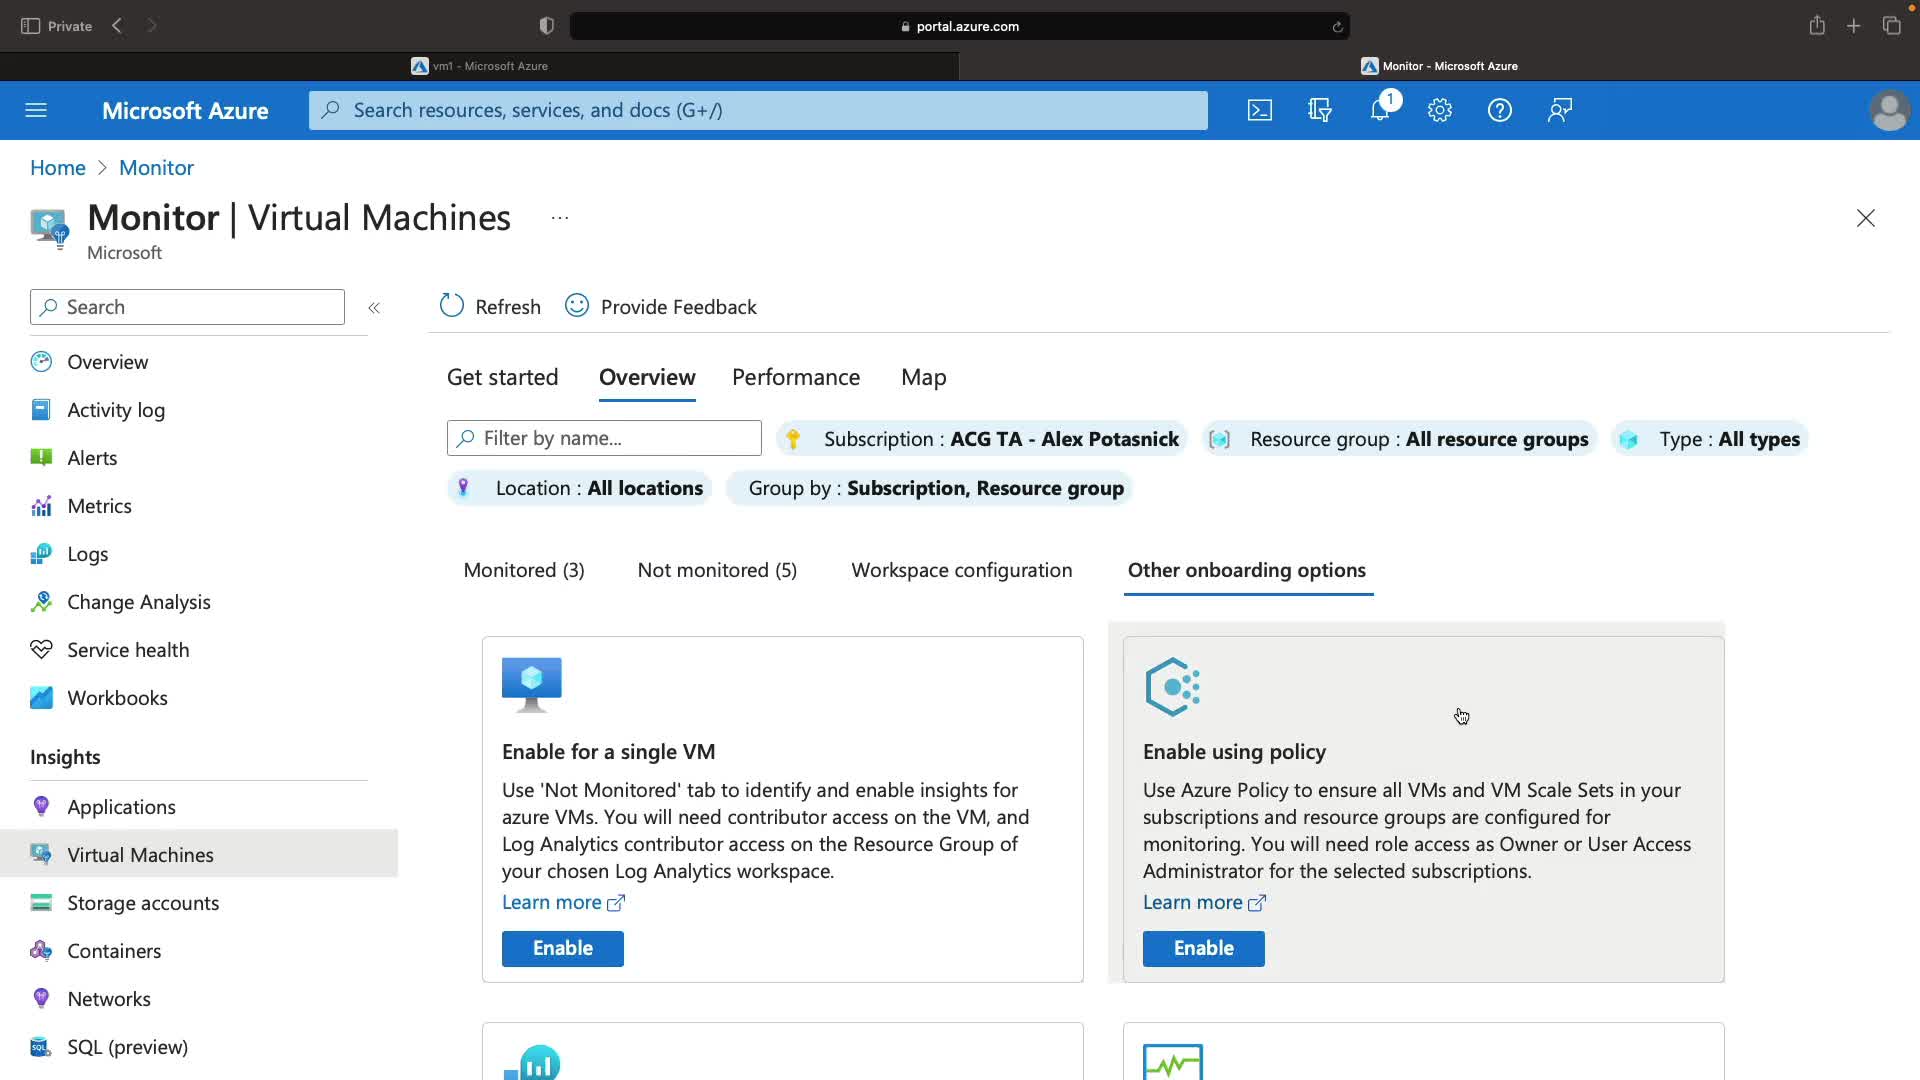 Private
portal.azure.com
vm1 - Microsoft Azure
Monitor - Microsoft Azure
Microsoft Azure
Search resources, services, and docs (G+/)
1
Home > Monitor
Monitor | Virtual Machines ...
Microsoft
Search
«
Refresh
Provide Feedback
Overview
Activity log
Alerts
Metrics
Logs
Change Analysis
Service health
Workbooks
Insights
Applications
Virtual Machines
Storage accounts
Containers
Networks
SQL
SQL (preview)
Get started
Overview
Performance
Map
Filter by name...
Subscription : ACG TA - Alex Potasnick
Resource group : All resource groups
Type : All types
Location : All locations
Group by : Subscription, Resource group
Monitored (3)
Not monitored (5)
Workspace configuration
Other onboarding options
Enable for a single VM
Use 'Not Monitored' tab to identify and enable insights for
azure VMs. You will need contributor access on the VM, and
Log Analytics contributor access on the Resource Group of
your chosen Log Analytics workspace.
Learn more
Enable
Enable using policy
Use Azure Policy to ensure all VMs and VM Scale Sets in your
subscriptions and resource groups are configured for
monitoring. You will need role access as Owner or User Access
Administrator for the selected subscriptions.
Learn more
Enable